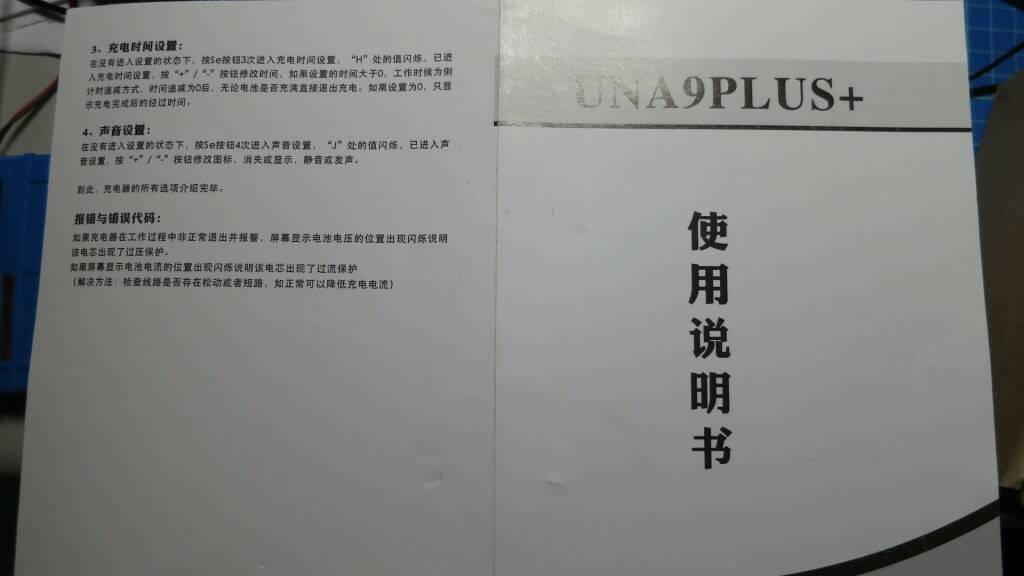 3、充电时间设置：
在没有进入设置的状态下，按Se按钮3次进入充电时间设置，“H”处的值闪烁，已进
入充电时间设置，按“+”/“-”按钮修改时间，如果设置的时间大于0，工作时候为倒
计时递减方式，时间递减为0后，无论电池是否充满直接退出充电。如果设置为0，只显
示充电完成后的经过时间。
4、声音设置：
在没有进入设置的状态下，按Se按钮4次进入声音设置，“J”处的值闪烁，已进入声
音设置，按“+”/“-”按钮修改图标，消失或显示，静音或发声。
到此，充电器的所有选项介绍完毕。
报错与错误代码：
如果充电器在工作过程中非正常退出并报警，屏幕显示电池电压的位置出现闪烁说明
该电芯出现了过压保护。
如果屏幕显示电池电流的位置出现闪烁说明该电芯出现了过流保护
（解决方法：检查线路是否存在松动或者短路，如正常可以降低充电电流）
UNA9PLUS+
使用说明书